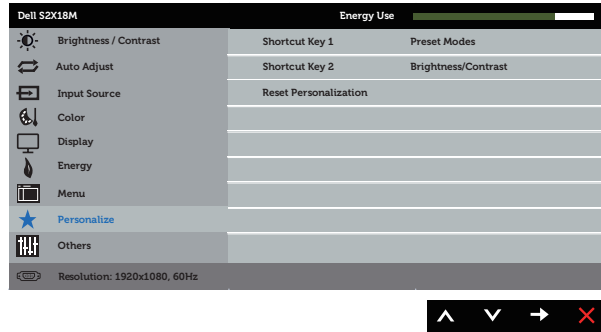 Dell S2X18M Energy Use
Brightness / Contrast Shortcut Key 1 Preset Modes
Auto Adjust Shortcut Key 2 Brightness/Contrast
Input Source Reset Personalization
Color
Display
Energy
Menu
Personalize
Others
Resolution: 1920x1080, 60Hz